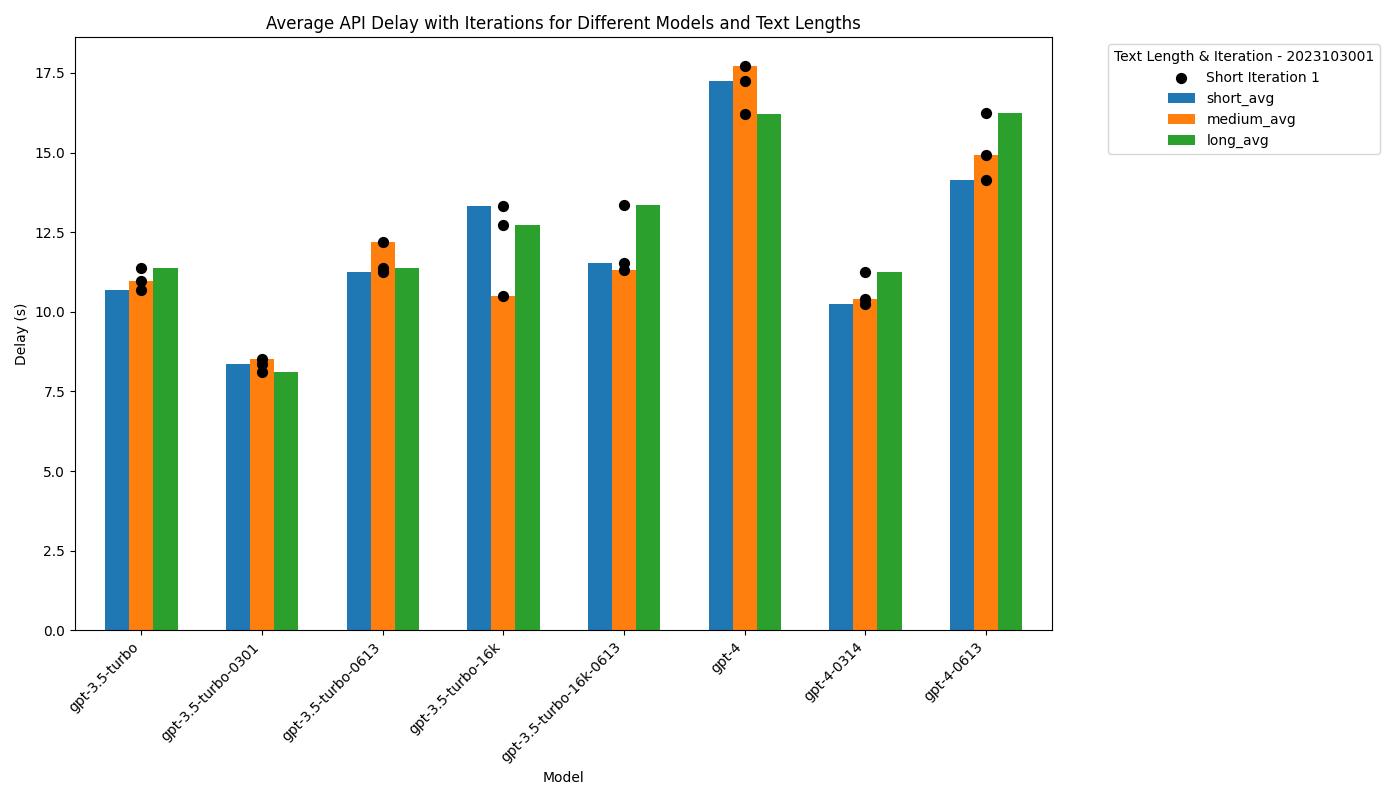 Average API Delay with Iterations for Different Models and Text Lengths
Text Length & Iteration - 2023103001
Short Iteration 1
short_avg
medium_avg
long_avg
Delay (s)
17.5
15.0
12.5
10.0
7.5
5.0
2.5
0.0
gpt-3.5-turbo
gpt-3.5-turbo-0301
gpt-3.5-turbo-0613
gpt-3.5-turbo-16k
gpt-3.5-turbo-16k-0613
gpt-4
gpt-4-0314
gpt-4-0613
Model